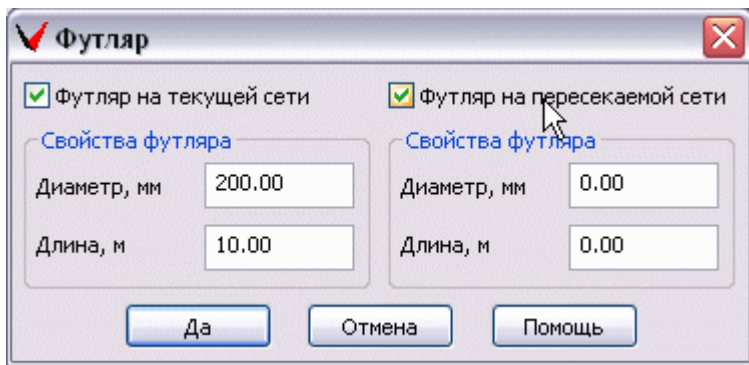 Футляр
Футляр на текущей сети
Футляр на пересекаемой сети
Свойства футляра
Диаметр, мм 200.00
Длина, м 10.00
Свойства футляра
Диаметр, мм 0.00
Длина, м 0.00
Да Отмена Помощь